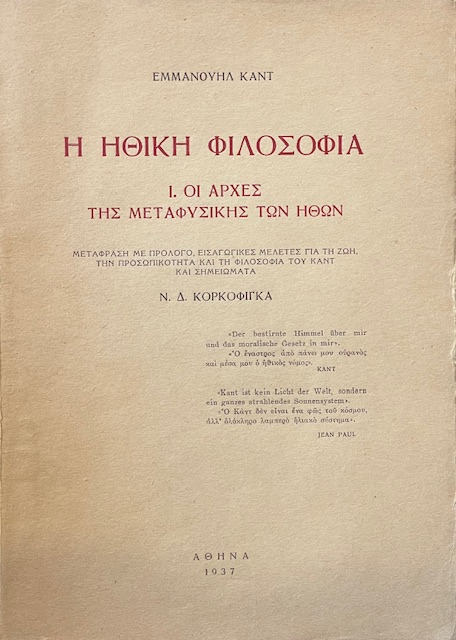 ΕΜΜΑΝΟΥΗΛ ΚΑΝΤ
Η ΗΘΙΚΗ ΦΙΛΟΣΟΦΙΑ
Ι. ΟΙ ΑΡΧΕΣ
ΤΗΣ ΜΕΤΑΦΥΣΙΚΗΣ ΤΩΝ ΗΘΩΝ
ΜΕΤΑΦΡΑΣΗ ΜΕ ΠΡΟΛΟΓΟ, ΕΙΣΑΓΩΓΙΚΕΣ ΜΕΛΕΤΕΣ ΓΙΑ ΤΗ ΖΩΗ,
ΤΗΝ ΠΡΟΣΩΠΙΚΟΤΗΤΑ ΚΑΙ ΤΗ ΦΙΛΟΣΟΦΙΑ ΤΟΥ ΚΑΝΤ
ΚΑΙ ΣΗΜΕΙΩΜΑΤΑ
Ν. Δ. ΚΟΡΚΟΦΙΓΚΑ
«Der bestirnte Himmel über mir
und das moralische Gesetz in mir».
«Ὁ ἔναστρος ἀπὸ πάνω μου οὐρανὸς
καὶ μέσα μου ὁ ἠθικὸς νόμος».
ΚΑΝΤ
«Kant ist kein Licht der Welt, sondern
ein ganzes strahlendes Sonnensystem».
«Ὁ Κάντ δὲν εἶναι ἕνα φῶς τοῦ κόσμου,
ἀλλ' ὁλόκληρο λαμπερὸ ἡλιακὸ σύστημα».
JEAN PAUL
ΑΘΗΝΑ
1937